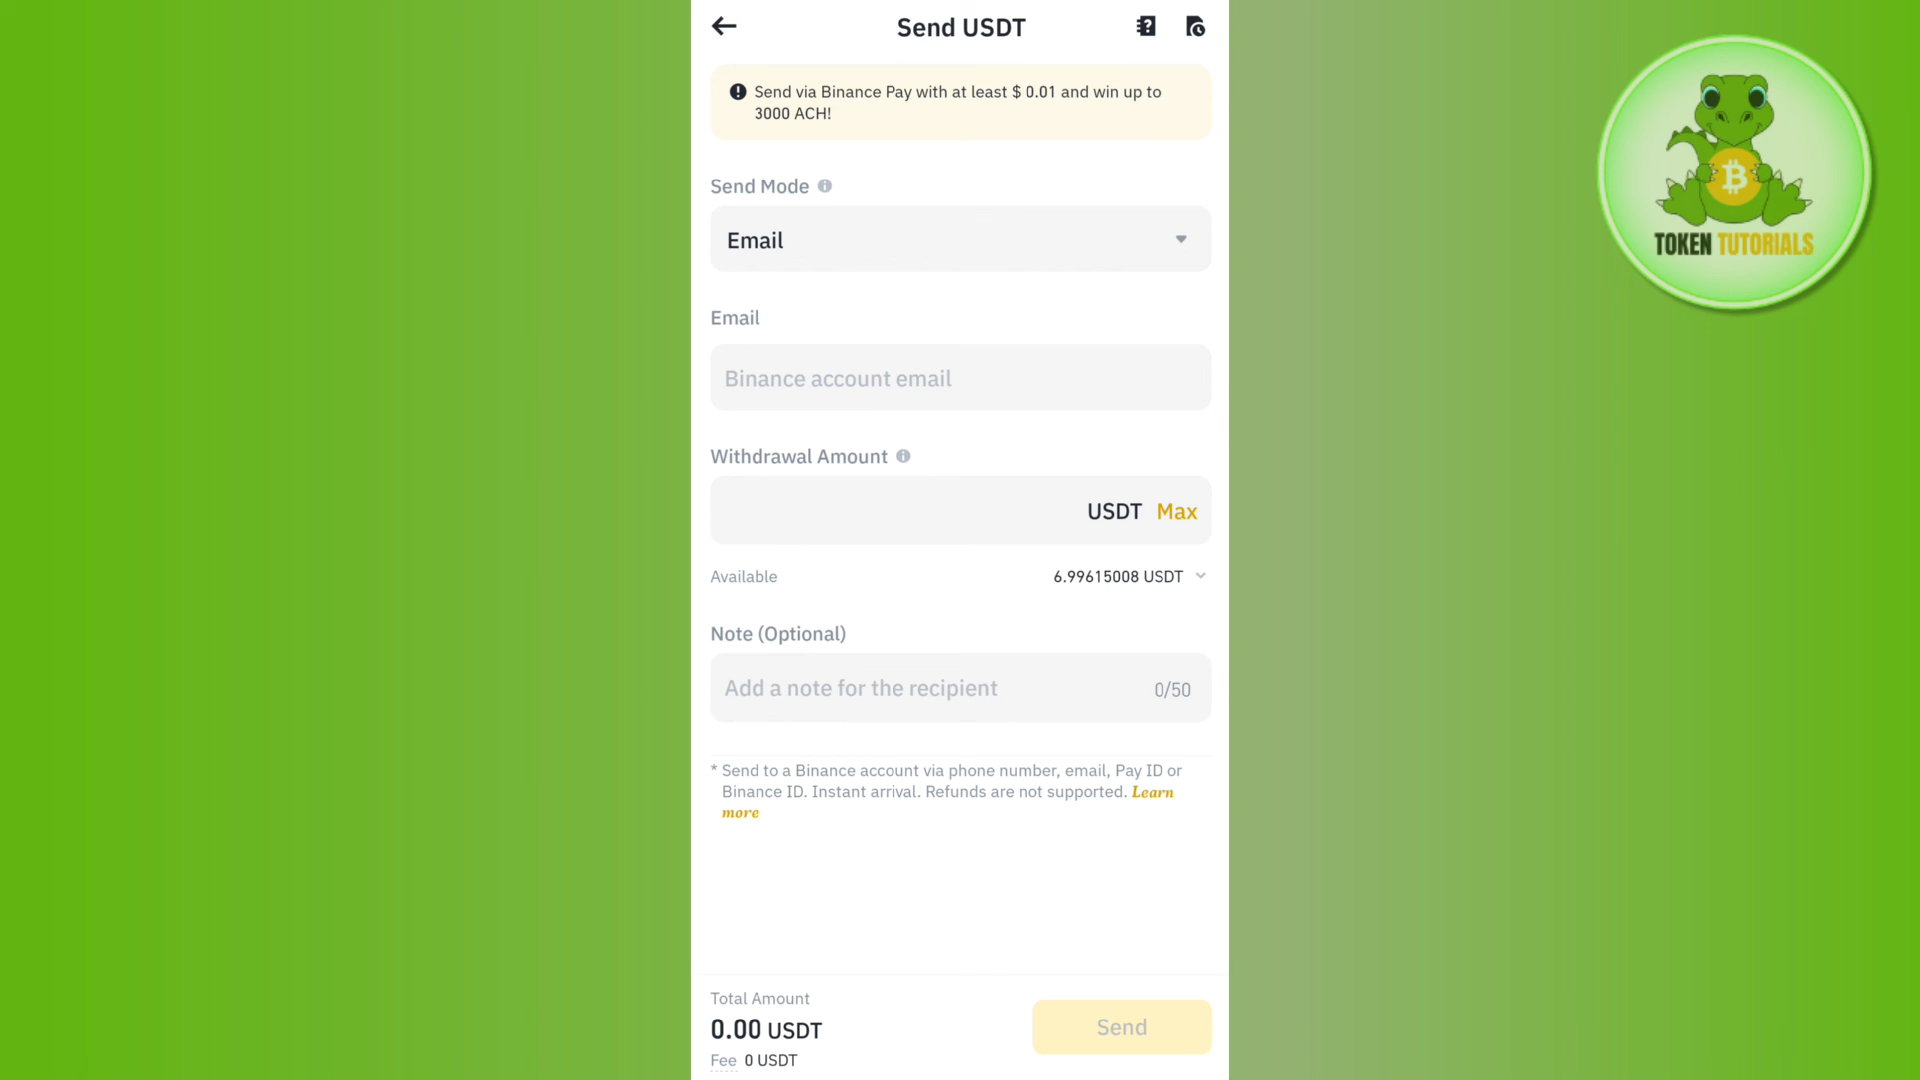 Send USDT
Send via Binance Pay with at least $ 0.01 and win up to
3000 ACH!
Send Mode
Email
Email
Binance account email
Withdrawal Amount
USDT Max
Available 6.99615008 USDT
Note (Optional)
Add a note for the recipient 0/50
* Send to a Binance account via phone number, email, Pay ID or
Binance ID. Instant arrival. Refunds are not supported. Learn
more
Total Amount
0.00 USDT
Send
Fee 0 USDT
TOKEN TUTORIALS